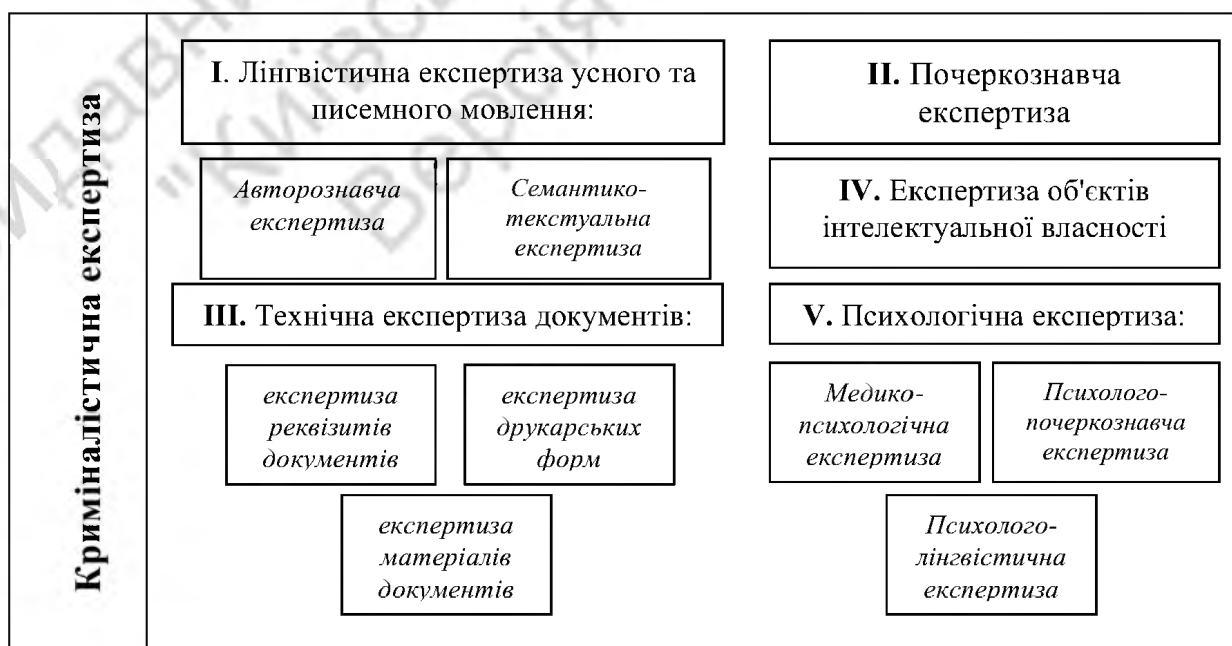 Криміналістична експертиза
I. Лінгвістична експертиза усного та
писемного мовлення:
Авторознавча
експертиза
Семантико-
текстуальна
експертиза
II. Почеркознавча
експертиза
IV. Експертиза об'єктів
інтелектуальної власності
III. Технічна експертиза документів:
експертиза
реквізитів
документів
експертиза
друкарських
форм
експертиза
матеріалів
документів
V. Психологічна експертиза:
Медико-
психологічна
експертиза
Психолого-
почеркознавча
експертиза
Психолого-
лінгвістична
експертиза
Версія